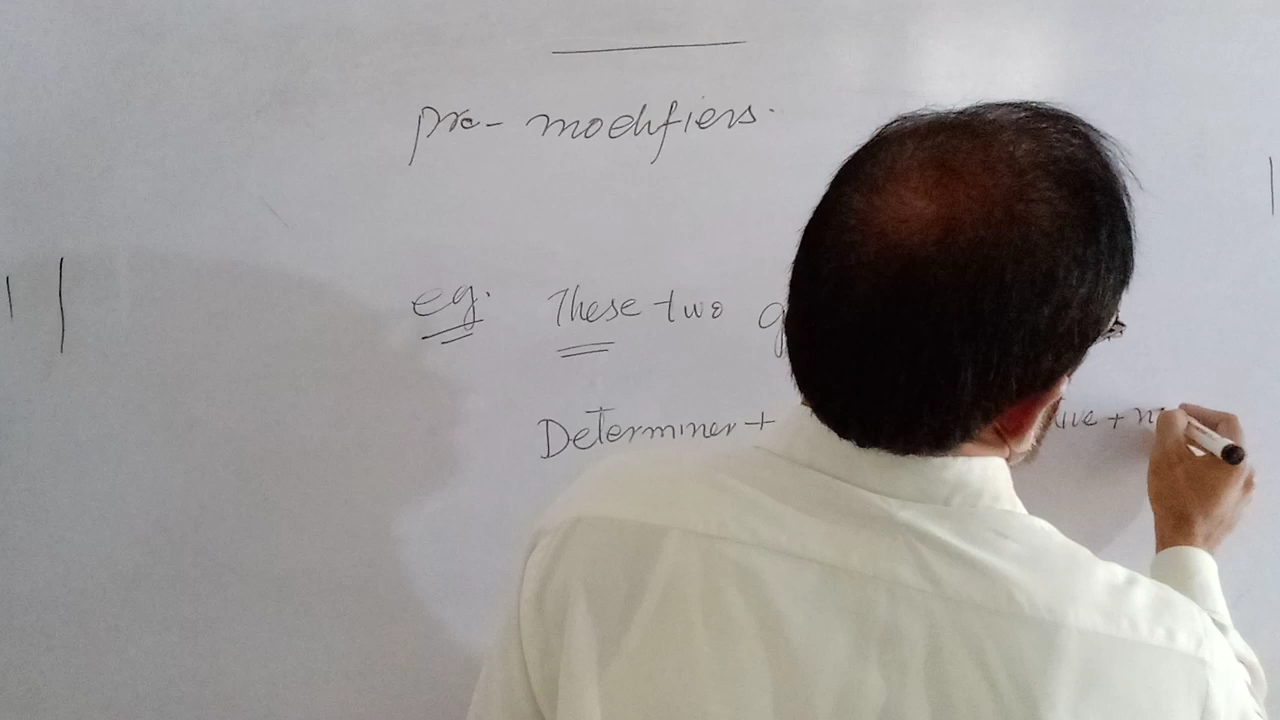 Pre-modifiers.
eg. These two
Determiner +
+